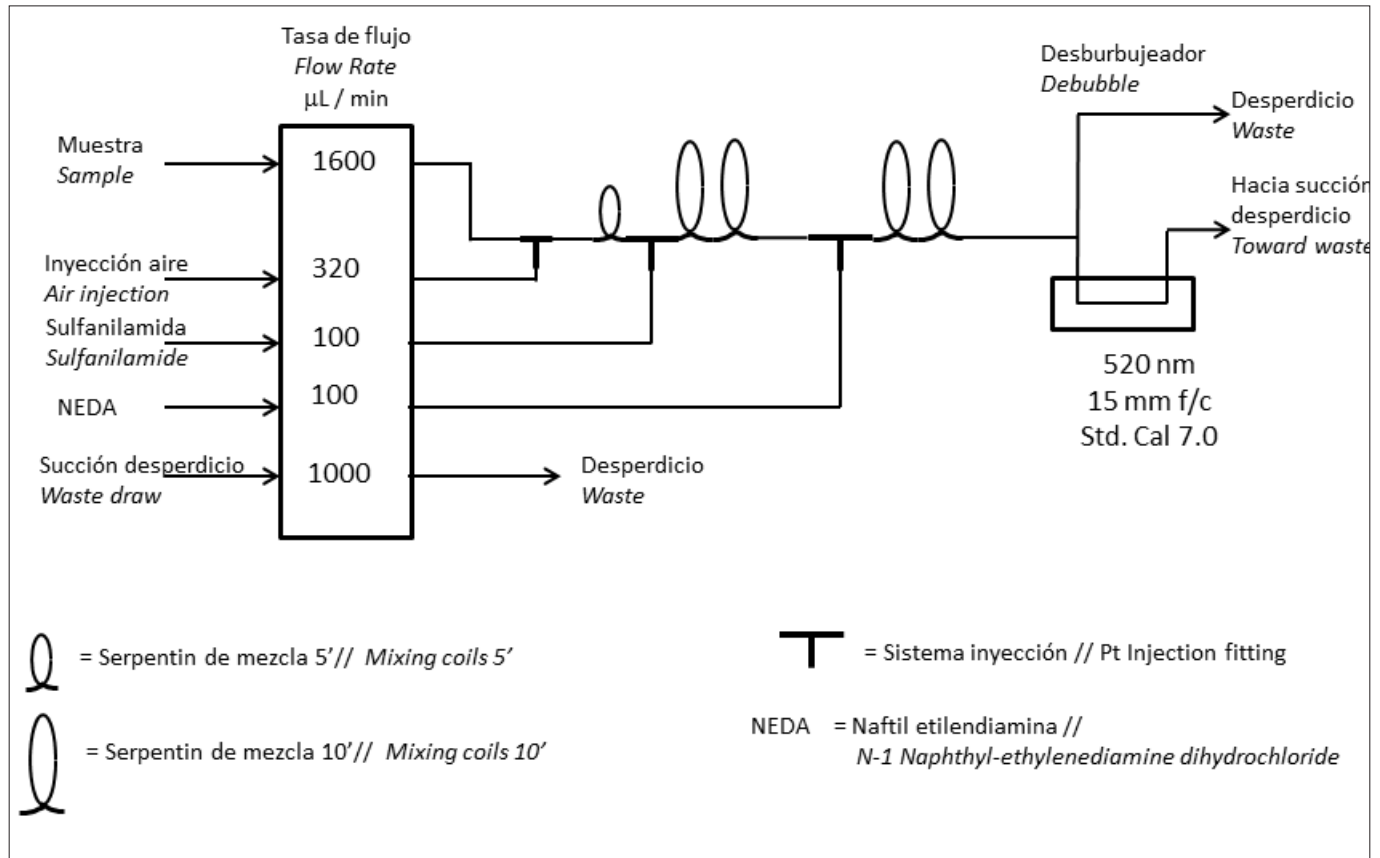 Tasa de flujo
Flow Rate
µL / min
Muestra
Sample
1600
Inyección aire
Air injection
320
Sulfanilamida
Sulfanilamide
100
NEDA
100
Succión desperdicio
Waste draw
1000
Desperdicio
Waste
Desburbujeador
Debubble
Desperdicio
Waste
Hacia succión
desperdicio
Toward waste
520 nm
15 mm f/c
Std. Cal 7.0
= Serpentin de mezcla 5’// Mixing coils 5’
= Serpentin de mezcla 10’// Mixing coils 10’
= Sistema inyección // Pt Injection fitting
NEDA = Naftil etilendiamina //
N-1 Naphthyl-ethylenediamine dihydrochloride